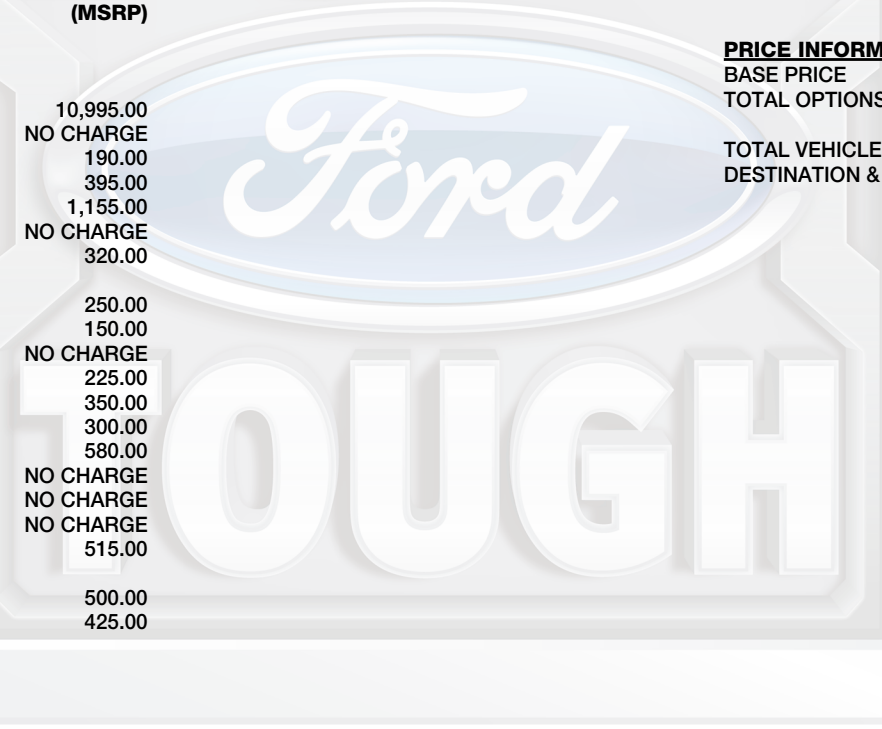 (MSRP)
10,995.00
NO CHARGE
190.00
395.00
1,155.00
NO CHARGE
320.00
250.00
150.00
NO CHARGE
225.00
350.00
300.00
580.00
NO CHARGE
NO CHARGE
NO CHARGE
515.00
500.00
425.00
PRICE INFORM
BASE PRICE
TOTAL OPTIONS
TOTAL VEHICLE
DESTINATION &
Ford
TOUGH